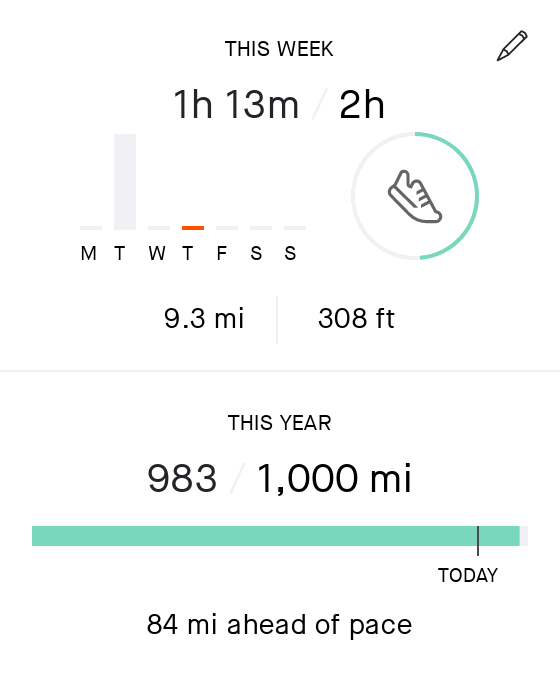 THIS WEEK
1h 13m / 2h
M T W T F S S
9.3 mi 308 ft
THIS YEAR
983 / 1,000 mi
TODAY
84 mi ahead of pace